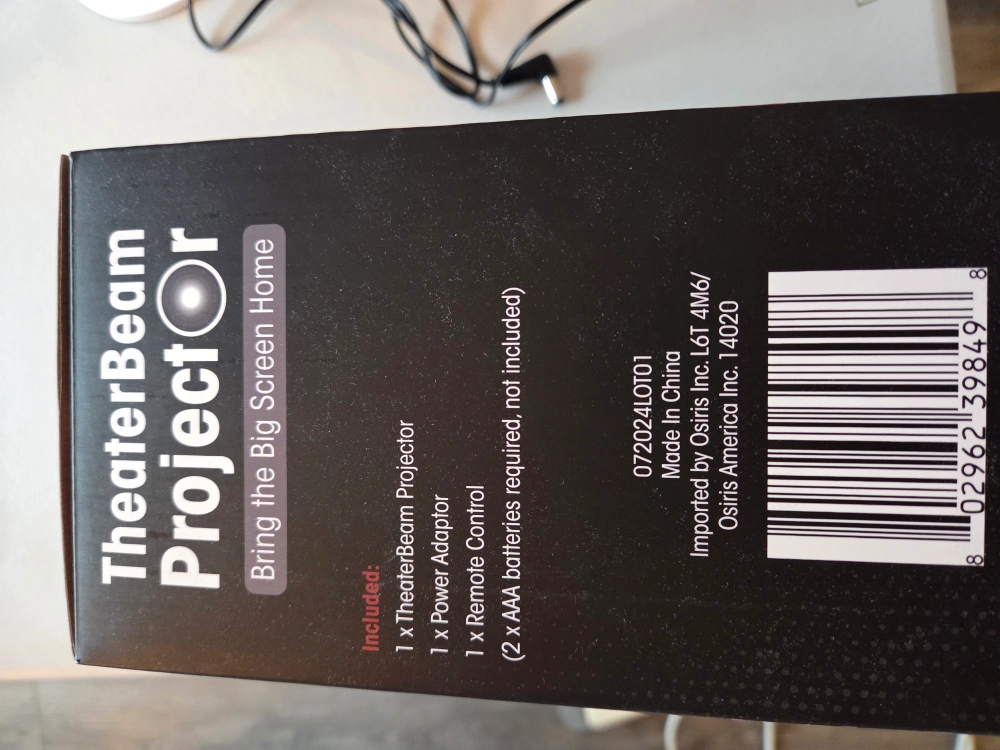 TheaterBeam
Projector
Bring the Big Screen Home
Included:
1 x TheaterBeam Projector
1 x Power Adaptor
1 x Remote Control
(2 x AAA batteries required, not included)
072024LOT01
Made In China
Imported by Osiris Inc. L6T 4M6/
Osiris America Inc. 14020
8 02962 39849 8